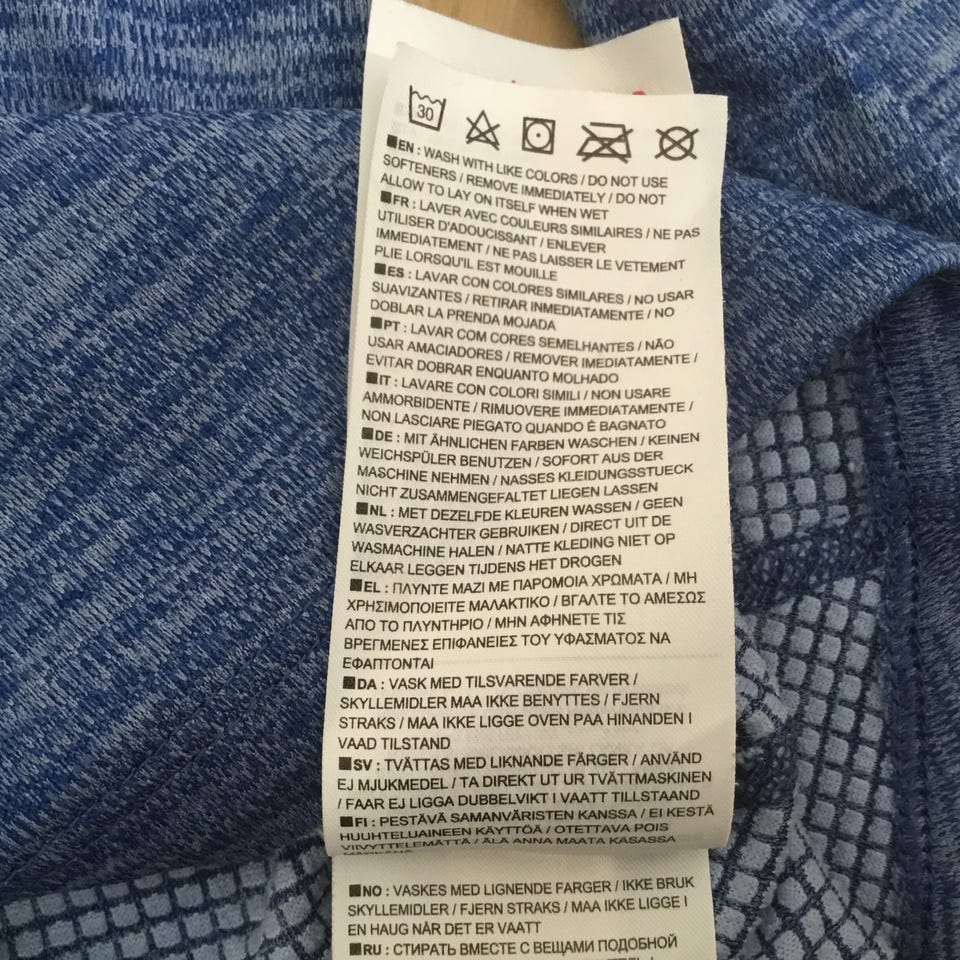 30
EN : WASH WITH LIKE COLORS / DO NOT USE
SOFTENERS / REMOVE IMMEDIATELY / DO NOT
ALLOW TO LAY ON ITSELF WHEN WET
FR : LAVER AVEC COULEURS SIMILAIRES / NE PAS
UTILISER D'ADOUCISSANT / ENLEVER
IMMEDIATEMENT / NE PAS LAISSER LE VETEMENT
PLIE LORSQU'IL EST MOUILLE
ES : LAVAR CON COLORES SIMILARES / NO USAR
SUAVIZANTES / RETIRAR INMEDIATAMENTE / NO
DOBLAR LA PRENDA MOJADA
PT : LAVAR COM CORES SEMELHANTES / NÃO
USAR AMACIADORES / REMOVER IMEDIATAMENTE /
EVITAR DOBRAR ENQUANTO MOLHADO
IT : LAVARE CON COLORI SIMILI / NON USARE
AMMORBIDENTE / RIMUOVERE IMMEDIATAMENTE /
NON LASCIARE PIEGATO QUANDO È BAGNATO
DE : MIT ÄHNLICHEN FARBEN WASCHEN / KEINEN
WEICHSPÜLER BENUTZEN / SOFORT AUS DER
MASCHINE NEHMEN / NASSES KLEIDUNGSSTUECK
NICHT ZUSAMMENGEFALTET LIEGEN LASSEN
NL : MET DEZELFDE KLEUREN WASSEN / GEEN
WASVERZACHTER GEBRUIKEN / DIRECT UIT DE
WASMACHINE HALEN / NATTE KLEDING NIET OP
ELKAAR LEGGEN TIJDENS HET DROGEN
EL : ΠΛΥΝΤΕ ΜΑΖΙ ΜΕ ΠΑΡΟΜΟΙΑ ΧΡΩΜΑΤΑ / ΜΗ
ΧΡΗΣΙΜΟΠΟΙΕΙΤΕ ΜΑΛΑΚΤΙΚΟ / ΒΓΑΛΤΕ ΤΟ ΑΜΕΣΩΣ
ΑΠΟ ΤΟ ΠΛΥΝΤΗΡΙΟ / ΜΗΝ ΑΦΗΝΕΤΕ ΤΙΣ
ΒΡΕΓΜΕΝΕΣ ΕΠΙΦΑΝΕΙΕΣ ΤΟΥ ΥΦΑΣΜΑΤΟΣ ΝΑ
ΕΦΑΠΤΟΝΤΑΙ
DA : VASK MED TILSVARENDE FARVER /
SKYLLEMIDLER MAA IKKE BENYTTES / FJERN
STRAKS / MAA IKKE LIGGE OVEN PAA HINANDEN I
VAAD TILSTAND
SV : TVÄTTAS MED LIKNANDE FÄRGER / ANVÄND
EJ MJUKMEDEL / TA DIREKT UT UR TVÄTTMASKINEN
/ FAAR EJ LIGGA DUBBELVIKT I VAATT TILLSTAAND
FI : PESTÄVÄ SAMANVÄRISTEN KANSSA / EI KESTÄ
HUUHTELUAINEEN KÄYTTÖÄ / OTETTAVA POIS
VIIVYTTELEMÄTTÄ / ÄLÄ ANNA MAATA KASASSA
NO : VASKES MED LIGNENDE FARGER / IKKE BRUK
SKYLLEMIDLER / FJERN STRAKS / MAA IKKE LIGGE I
EN HAUG NÅR DET ER VAATT
RU : СТИРАТЬ ВМЕСТЕ С ВЕЩАМИ ПОДОБНОЙ